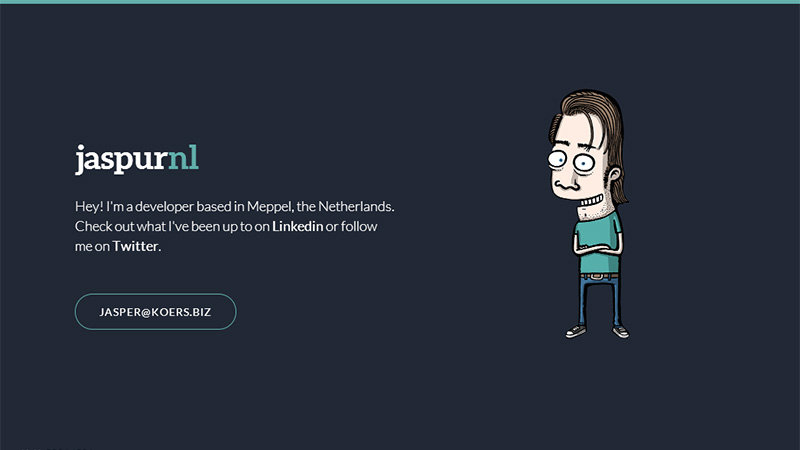 jaspurnl
Hey! I'm a developer based in Meppel, the Netherlands.
Check out what I've been up to on Linkedin or follow
me on Twitter.
JASPER@KOERS.BIZ